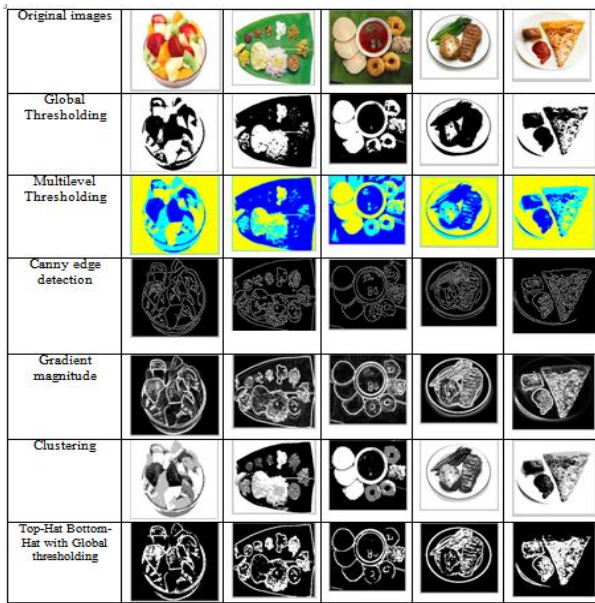 Original images
Global
Thresholding
Multilevel
Thresholding
Canny edge
detection
Gradient
magnitude
Clustering
Top-Hat Bottom-
Hat with Global
thresholding